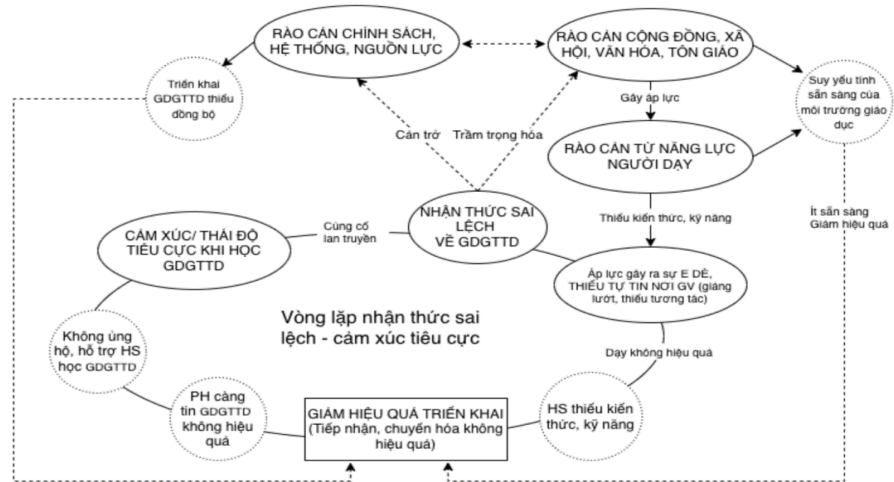 RÀO CẢN CHÍNH SÁCH,
HỆ THỐNG, NGUỒN LỰC
RÀO CẢN CỘNG ĐỒNG, XÃ
HỘI, VĂN HÓA, TÔN GIÁO
Triển khai
GDGTTD thiếu
đồng bộ
Suy yếu tính
sẵn sàng của
môi trường giáo
dục
Gây áp lực
Cản trở
Trầm trọng hóa
RÀO CẢN TỪ NĂNG LỰC
NGƯỜI DẠY
NHẬN THỨC SAI
LỆCH
VỀ GDGTTD
Thiếu kiến thức, kỹ năng
Ít sẵn sàng
Giảm hiệu quả
CẢM XÚC/ THÁI ĐỘ
TIÊU CỰC KHI HỌC
GDGTTD
Củng cố
lan truyền
Áp lực gây ra sự E DÈ,
THIẾU TỰ TIN NƠI GV (giảng
lướt, thiếu tương tác)
Vòng lặp nhận thức sai
lệch - cảm xúc tiêu cực
Không ủng
hộ, hỗ trợ HS
học GDGTTD
Dạy không hiệu quả
PH càng
tin GDGTTD
không hiệu
quả
GIẢM HIỆU QUẢ TRIỂN KHAI
(Tiếp nhận, chuyển hóa không
hiệu quả)
HS thiếu kiến
thức, kỹ năng